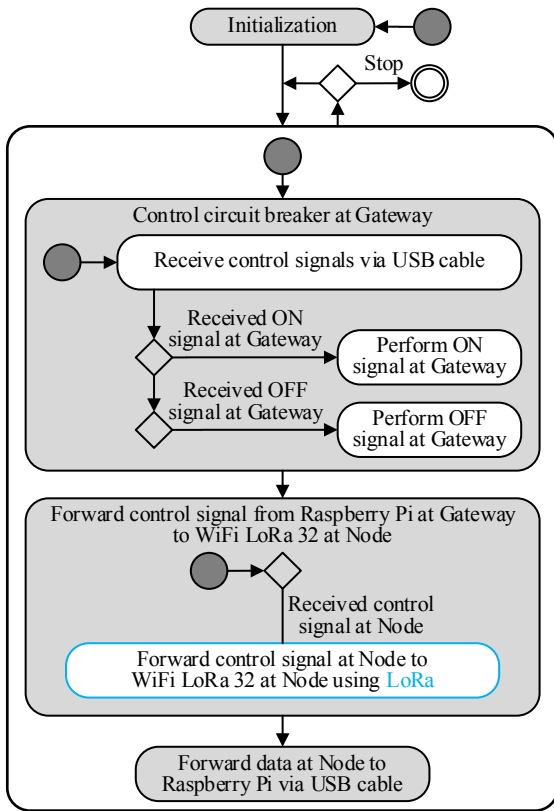 Initialization
Stop
Control circuit breaker at Gateway
Receive control signals via USB cable
Received ON
signal at Gateway
Perform ON
signal at Gateway
Received OFF
signal at Gateway
Perform OFF
signal at Gateway
Forward control signal from Raspberry Pi at Gateway
to WiFi LoRa 32 at Node
Received control
signal at Node
Forward control signal at Node to
WiFi LoRa 32 at Node using LoRa
Forward data at Node to
Raspberry Pi via USB cable